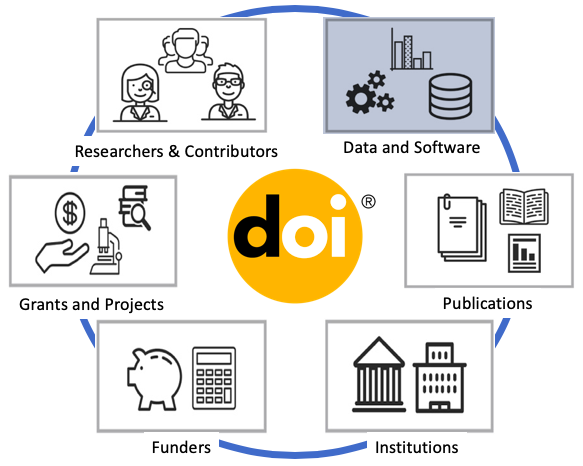 Researchers & Contributors
Data and Software
$
doi®
Grants and Projects
Publications
Funders
Institutions